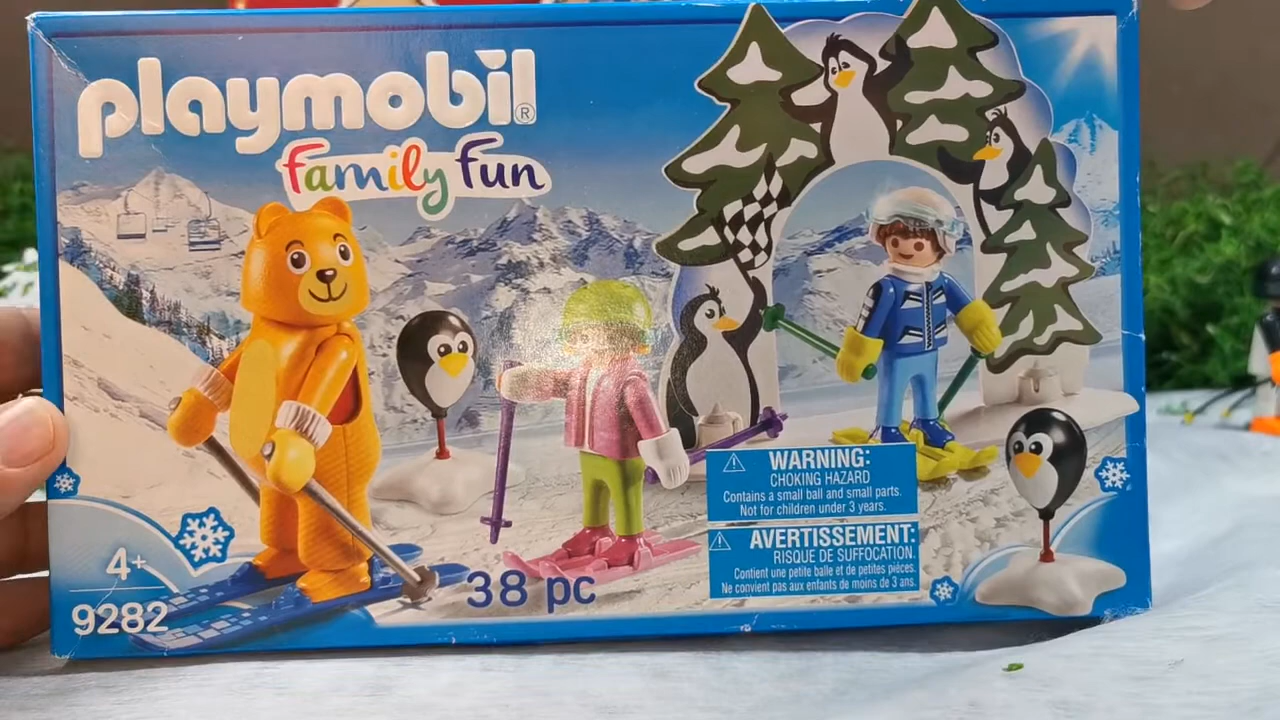 playmobil®
family fun
WARNING:
CHOKING HAZARD
Contains a small ball and small parts.
Not for children under 3 years.
AVERTISSEMENT:
RISQUE DE SUFFOCATION.
Contient une petite balle et de petites pièces.
Ne convient pas aux enfants de moins de 3 ans.
4+
9282
38 pc